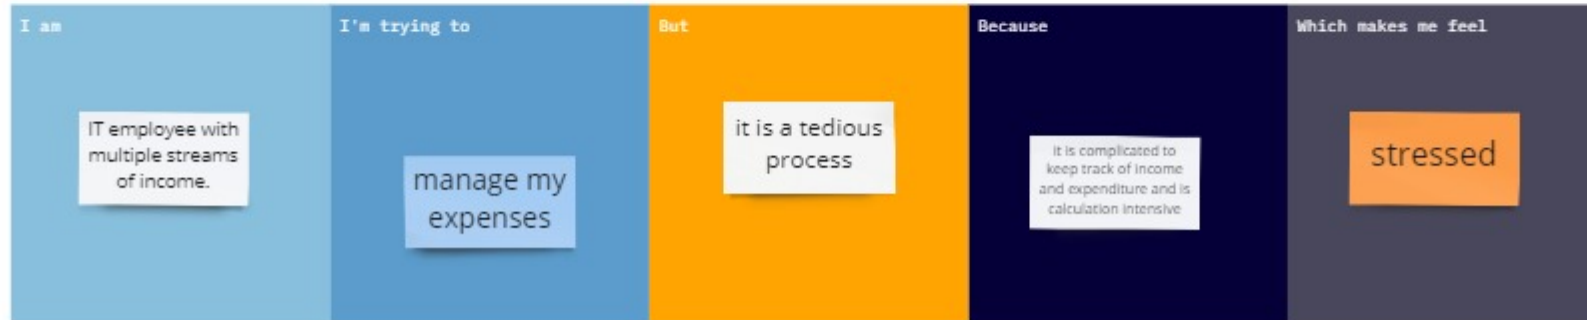 I am
IT employee with
multiple streams
of income.
I'm trying to
manage my
expenses
But
it is a tedious
process
Because
it is complicated to
keep track of income
and expenditure and is
calculation intensive
Which makes me feel
stressed